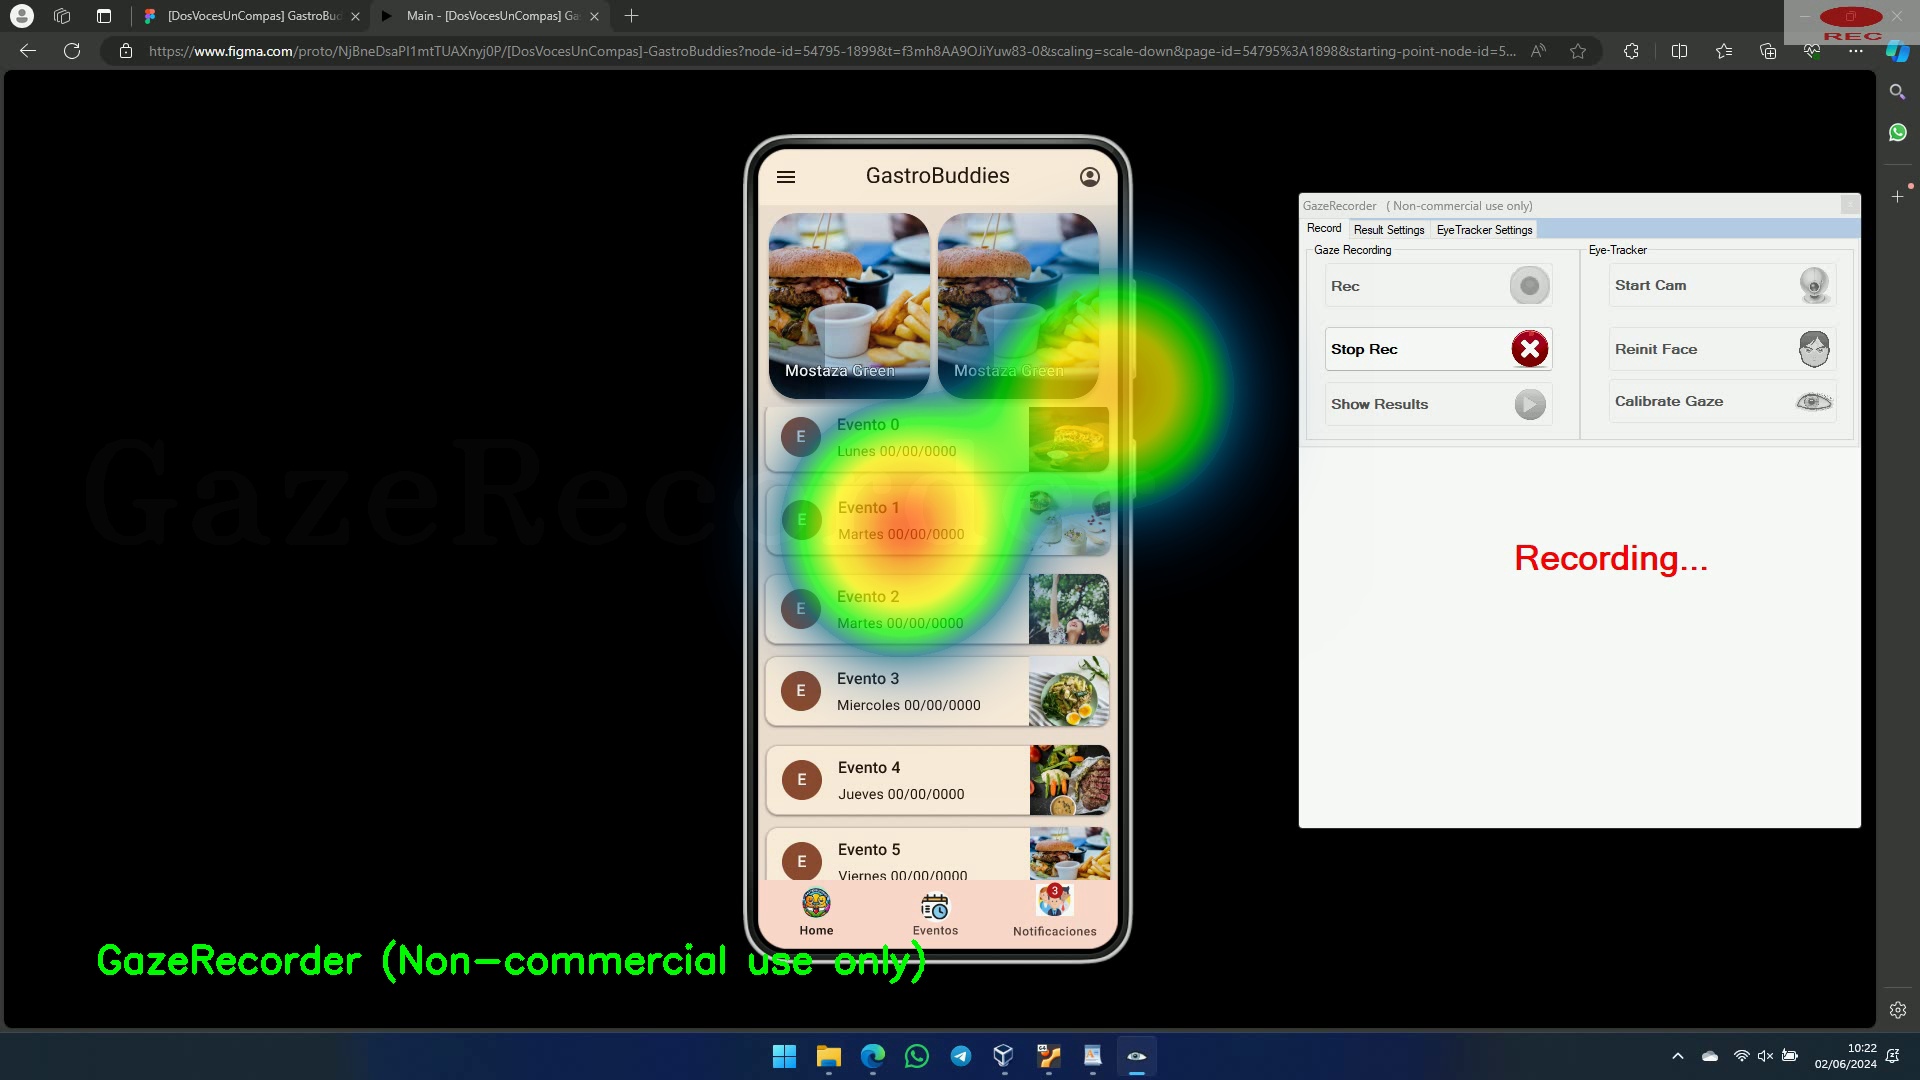 [DosVocesUnCompas] GastroBud
Main - [DosVocesUnCompas] Ga
REC
https://www.figma.com/proto/NjBneDsaPI1mtTUAXnyj0P/[DosVocesUnCompas]-GastroBuddies?node-id=54795-1899&t=f3mh8AA9OJiYuw83-0&scaling=scale-down&page-id=54795%3A1898&starting-point-node-id=5...
GastroBuddies
Mostaza Green
Mostaza Green
E
Evento 0
Lunes 00/00/0000
E
Evento 1
Martes 00/00/0000
E
Evento 2
Martes 00/00/0000
E
Evento 3
Miercoles 00/00/0000
E
Evento 4
Jueves 00/00/0000
E
Evento 5
Viernes 00/00/0000
3
Home
Eventos
Notificaciones
GazeRecorder ( Non-commercial use only)
Record
Result Settings
EyeTracker Settings
Gaze Recording
Eye-Tracker
Rec
Start Cam
Stop Rec
Reinit Face
Show Results
Calibrate Gaze
Recording...
GazeRec
GazeRecorder (Non-commercial use only)
10:22
02/06/2024